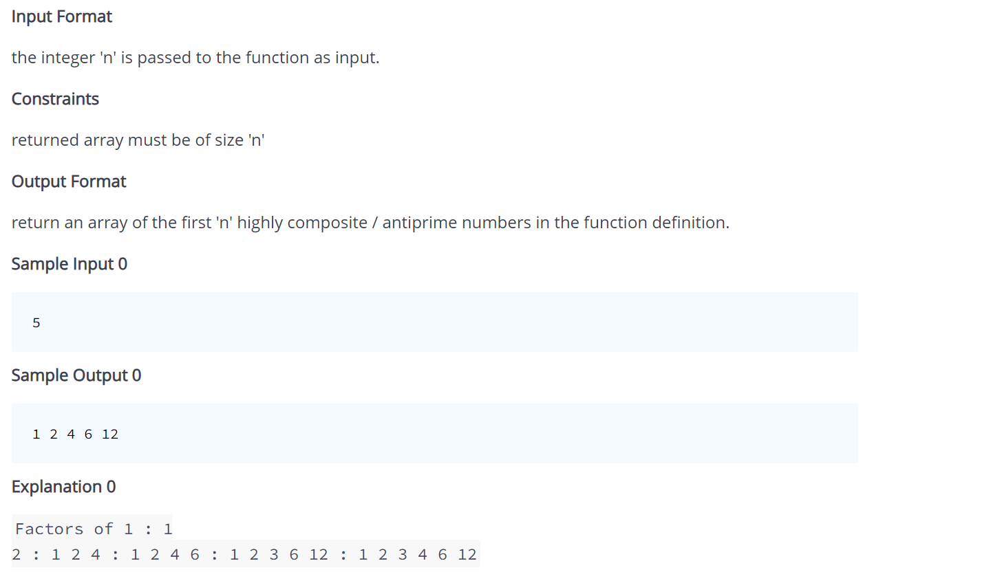 Input Format
the integer 'n' is passed to the function as input.
Constraints
returned array must be of size 'n'
Output Format
return an array of the first 'n' highly composite / antiprime numbers in the function definition.
Sample Input 0
5
Sample Output 0
1 2 4 6 12
Explanation 0
Factors of 1 : 1
2 : 1 2 4 : 1 2 4 6 : 1 2 3 6 12 : 1 2 3 4 6 12